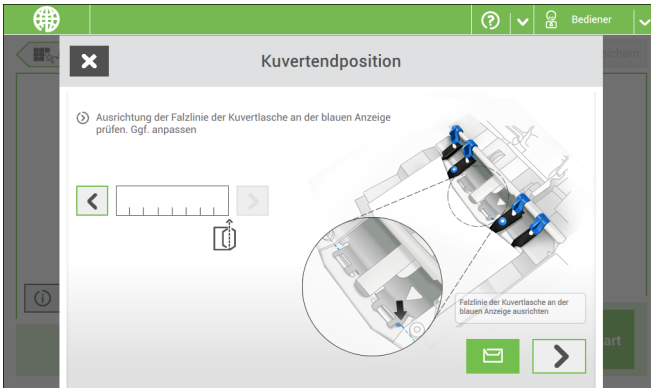 Bediener
Kuvertendposition
Ausrichtung der Falzlinie der Kuvertlasche an der blauen Anzeige
prüfen. Ggf. anpassen
Falzlinie der Kuvertlasche an der
blauen Anzeige ausrichten